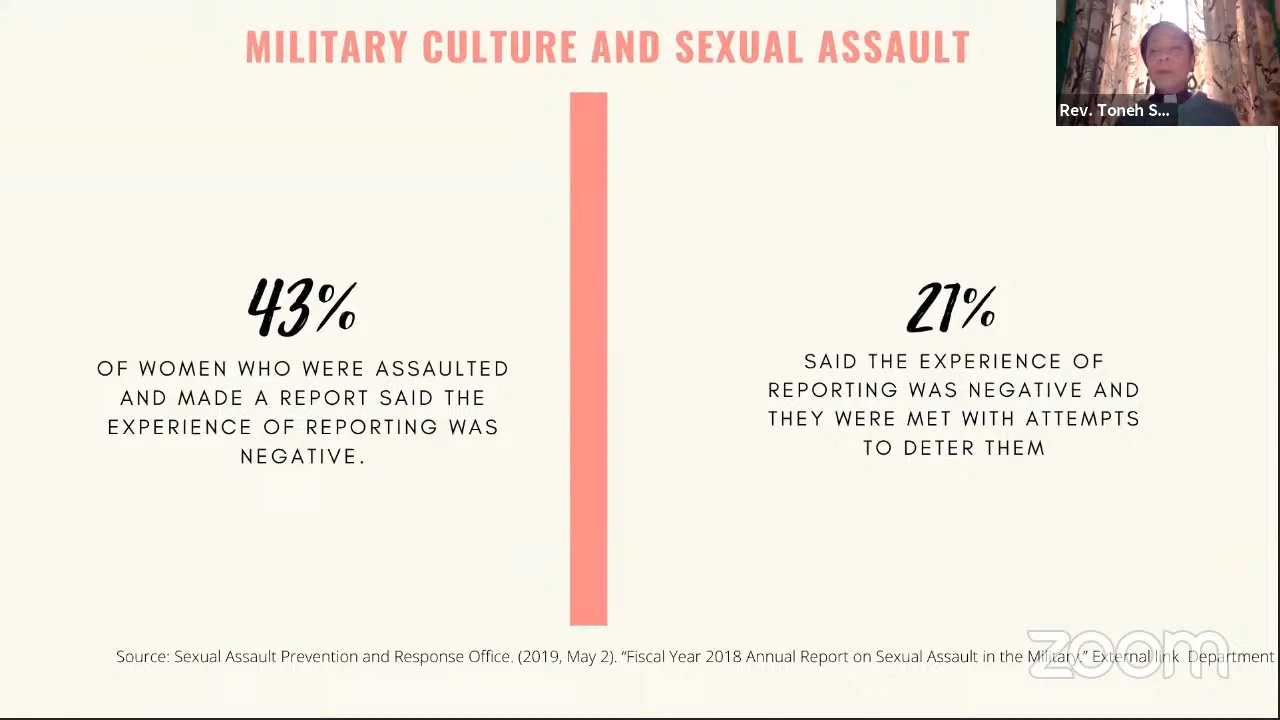 MILITARY CULTURE AND SEXUAL ASSAULT
Rev. Toneh S...
43%
OF WOMEN WHO WERE ASSAULTED
AND MADE A REPORT SAID THE
EXPERIENCE OF REPORTING WAS
NEGATIVE.
21%
SAID THE EXPERIENCE OF
REPORTING WAS NEGATIVE AND
THEY WERE MET WITH ATTEMPTS
TO DETER THEM
Source: Sexual Assault Prevention and Response Office. (2019, May 2). “Fiscal Year 2018 Annual Report on Sexual Assault in the Military.” External link Department
zoom